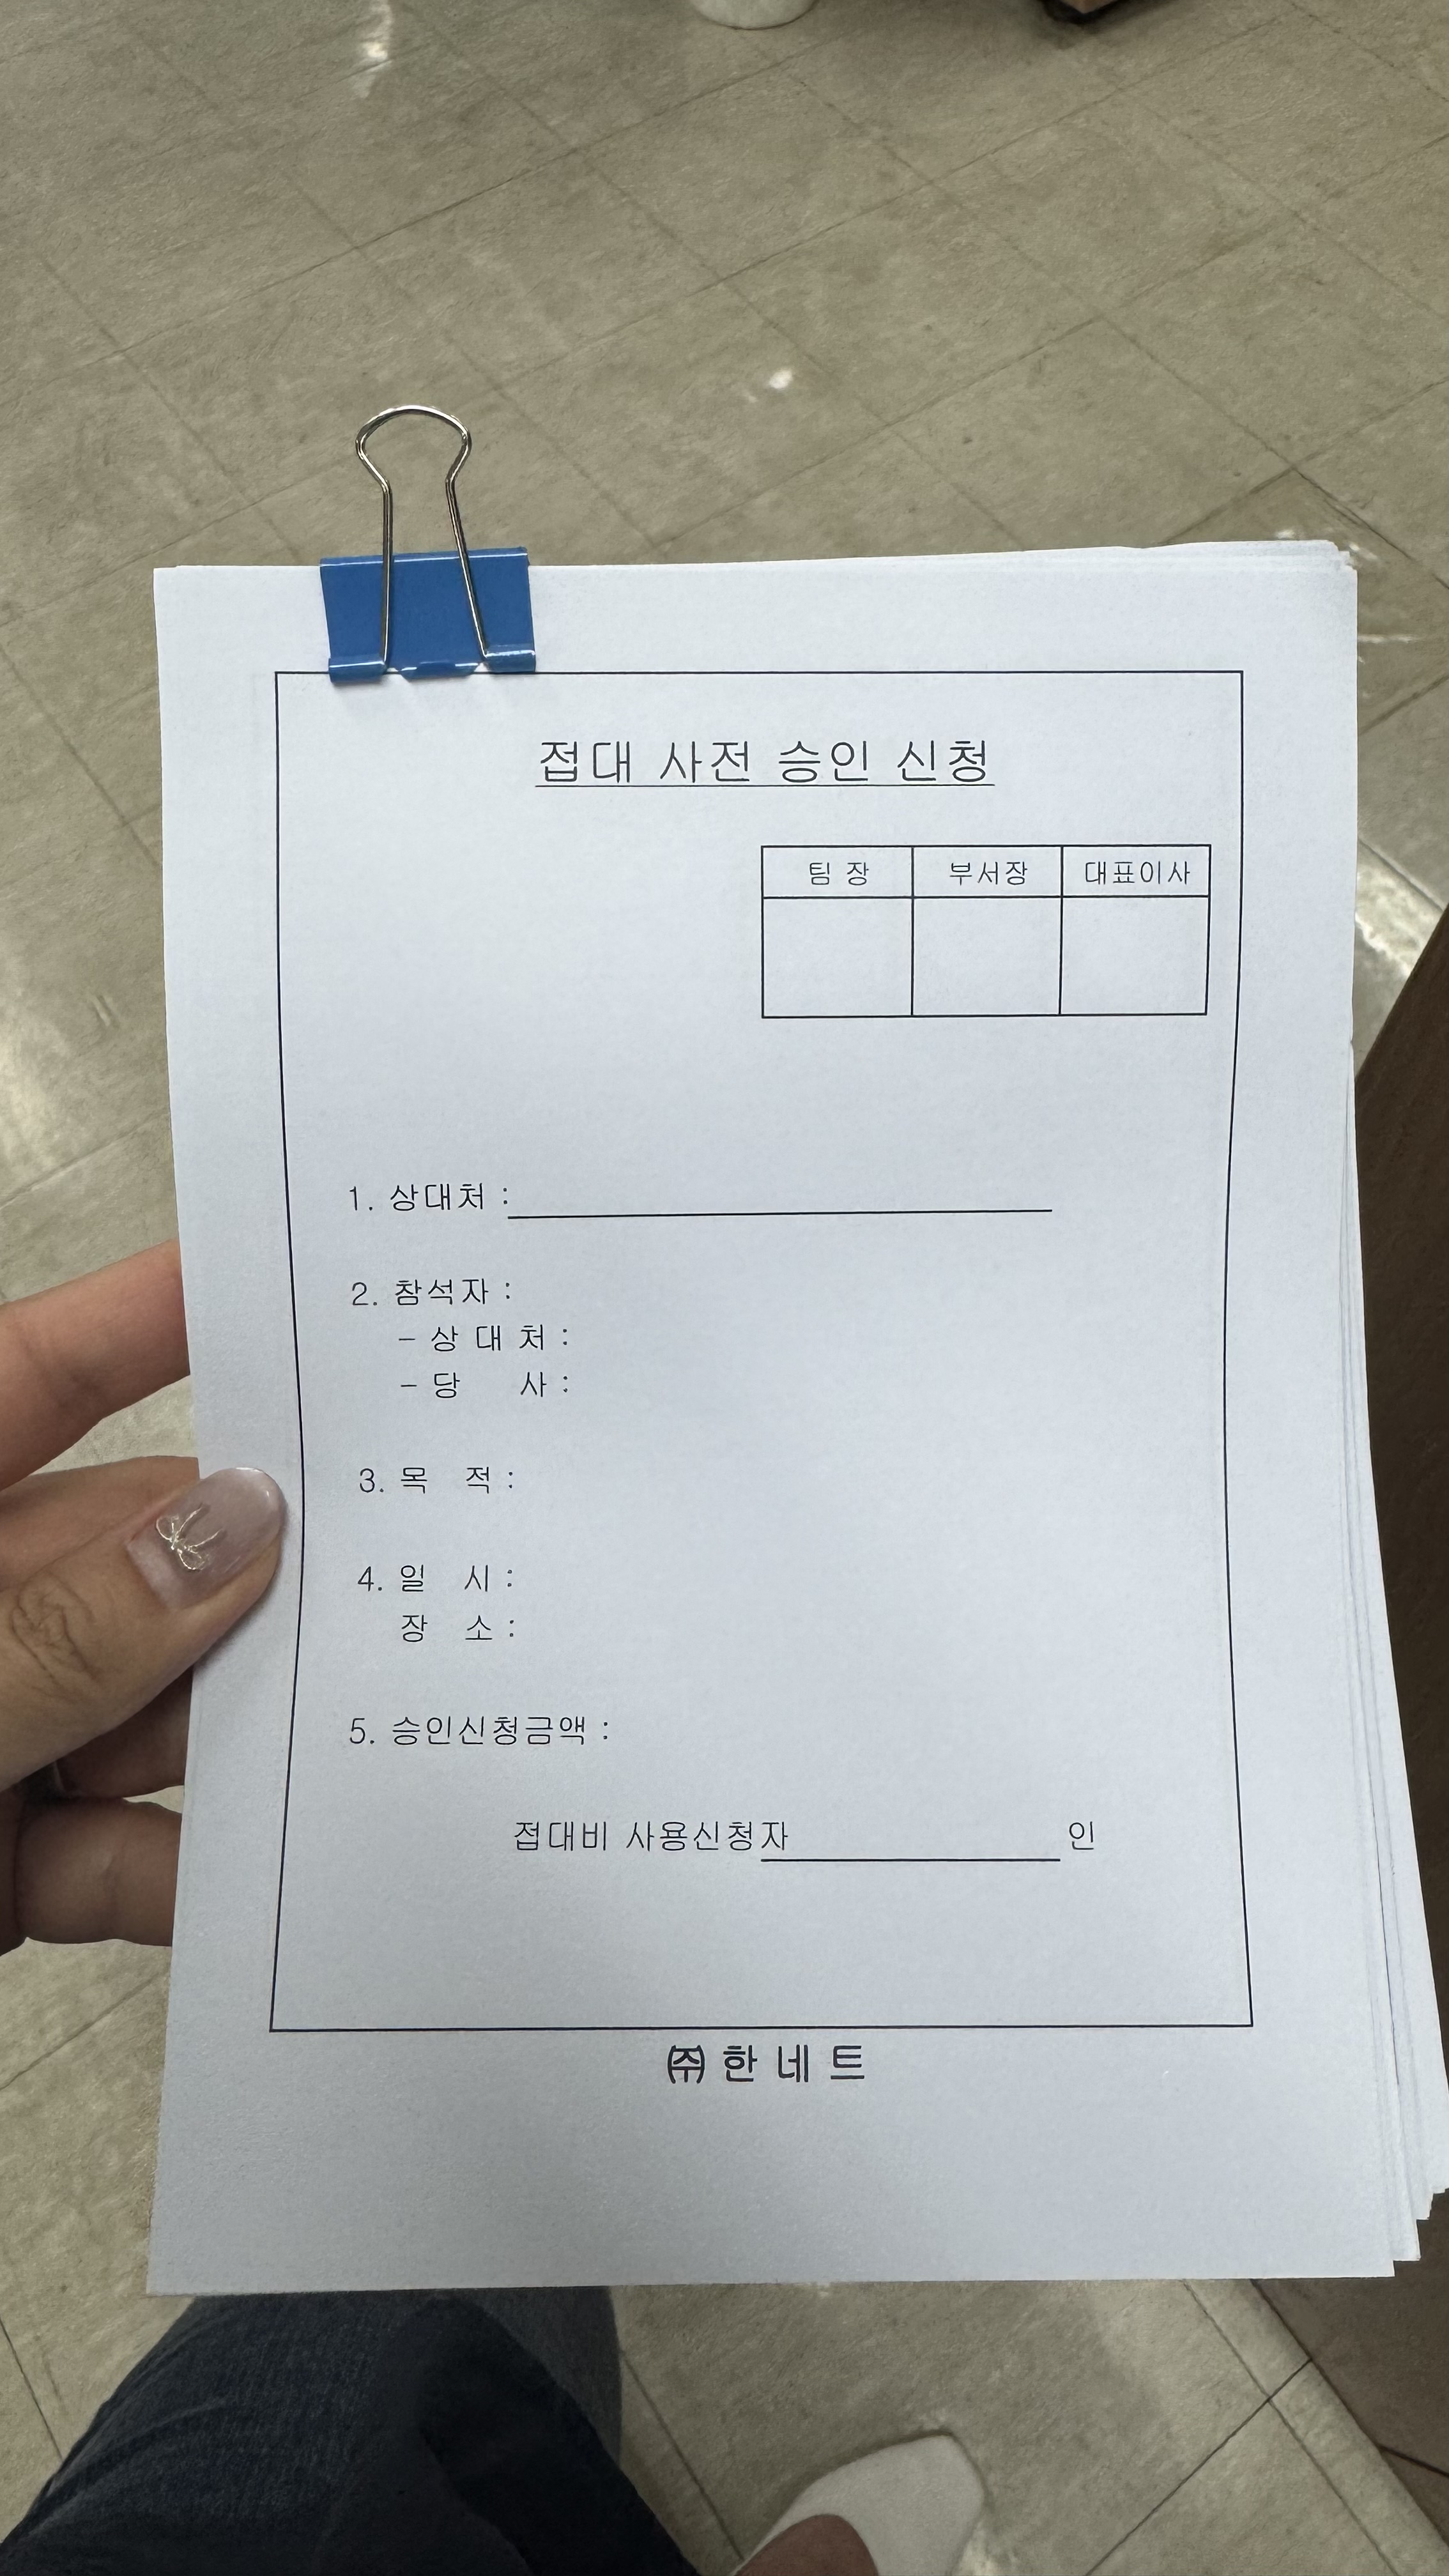 접대 사전 승인 신청
팀 장 부서장 대표이사
1. 상대처 :
2. 참석자 :
- 상 대 처 :
- 당 사 :
3. 목 적 :
4. 일 시 :
장 소 :
5. 승인신청금액 :
접대비 사용신청자 인
㈜ 한 네 트